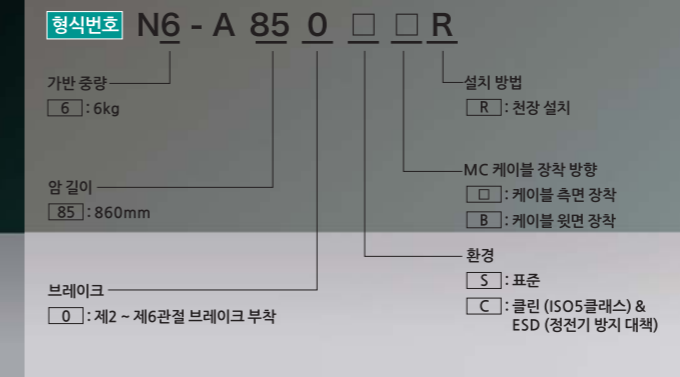 형식번호 N6 - A 85 0 □ □ R
가반 중량
6 : 6kg
암 길이
85 : 860mm
브레이크
0 : 제2 ~ 제6관절 브레이크 부착
설치 방법
R : 천장 설치
MC 케이블 장착 방향
□ : 케이블 측면 장착
B : 케이블 윗면 장착
환경
S : 표준
C : 클린 (ISO5클래스) &
ESD (정전기 방지 대책)